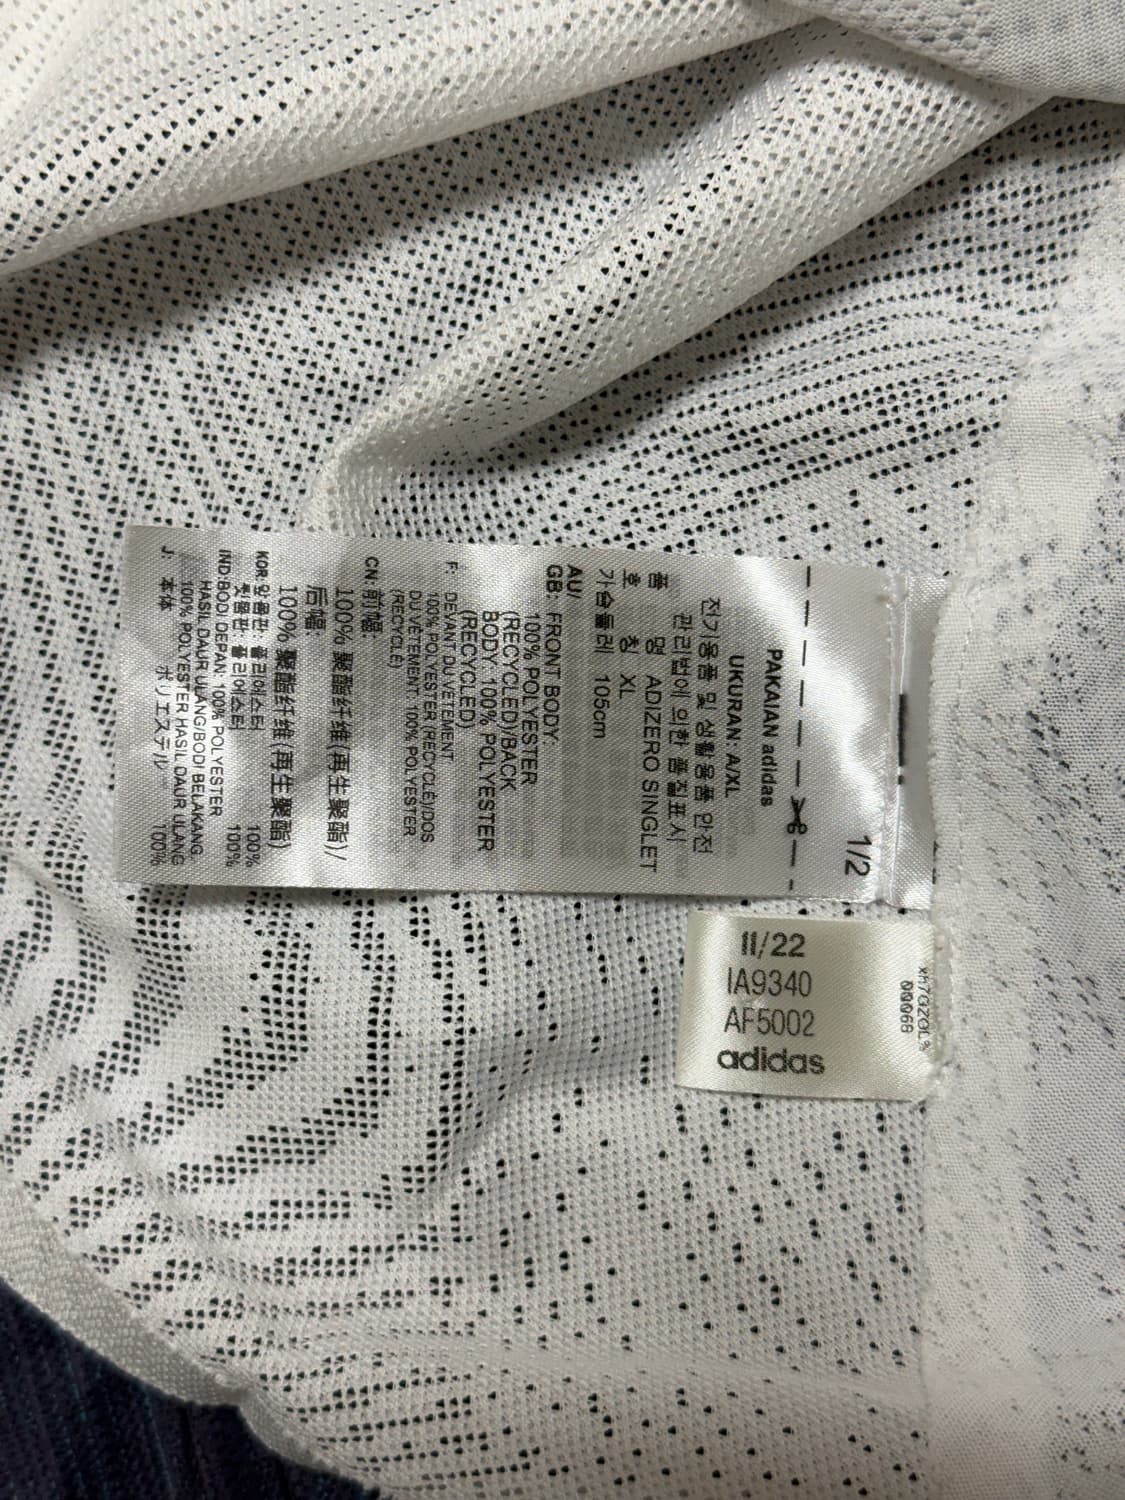 1/2
PAKAIAN adidas
UKURAN: A/XL
전기용품 및 생활용품 안전
관리법에 의한 품질표시
품 명 ADIZERO SINGLET
호 칭 XL
가슴둘레 105cm
AU/
GB: FRONT BODY:
100% POLYESTER
(RECYCLED)/BACK
BODY: 100% POLYESTER
(RECYCLED)
F: DEVANT DU VÊTEMENT:
100% POLYESTER (RECYCLÉ)/DOS
DU VÊTEMENT: 100% POLYESTER
(RECYCLÉ)
CN: 前幅:
100% 聚酯纤维(再生聚酯)/
后幅:
100% 聚酯纤维(再生聚酯)
KOR: 앞몸판: 폴리에스터 100%
뒷몸판: 폴리에스터 100%
IND: BODI DEPAN: 100% POLYESTER
HASIL DAUR ULANG/BODI BELAKANG:
100% POLYESTER HASIL DAUR ULANG
J: 本体 ポリエステル 100%
11/22
IA9340
AF5002
adidas
00068